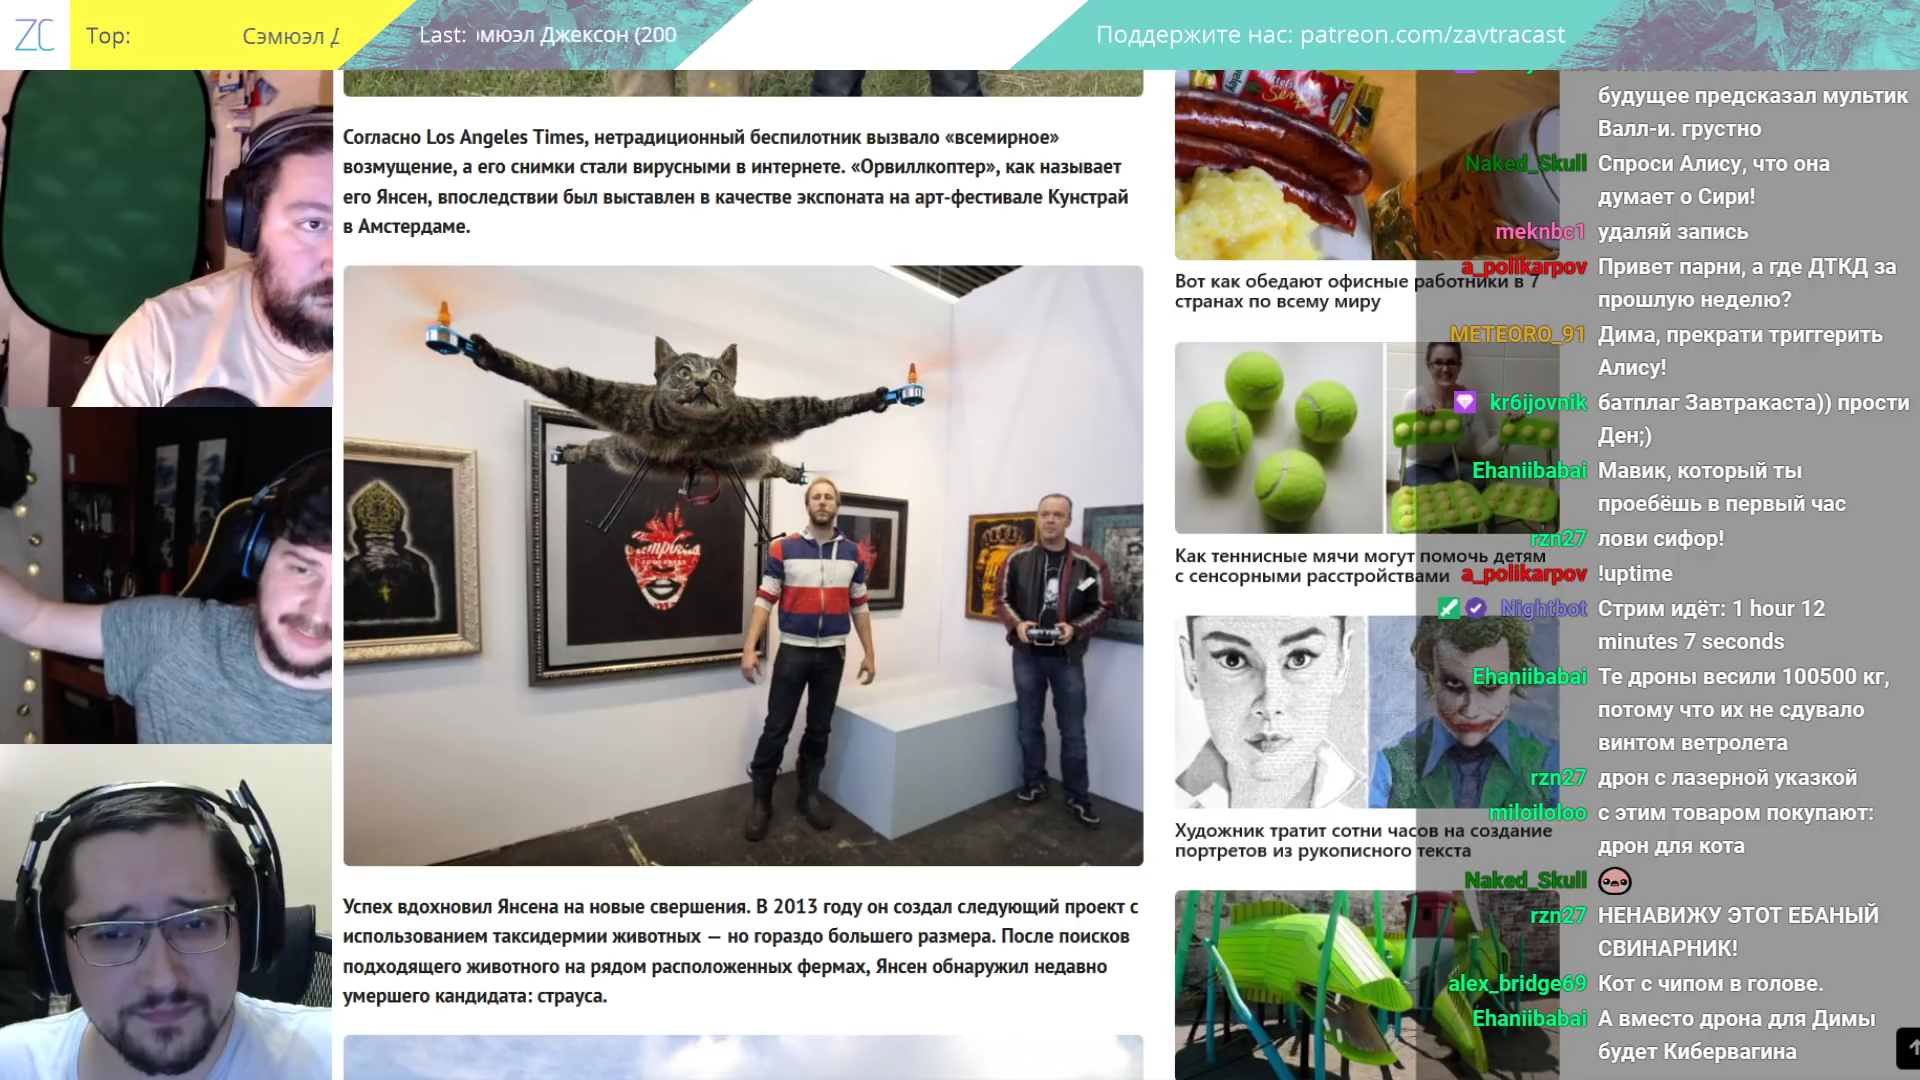 ZC
Top:
Сэмюэл Д
Last: мюэл Джексон (200
Поддержите нас: patreon.com/zavtracast
Согласно Los Angeles Times, нетрадиционный беспилотник вызвало «всемирное»
возмущение, а его снимки стали вирусными в интернете. «Орвиллкоптер», как называет
его Янсен, впоследствии был выставлен в качестве экспоната на арт-фестивале Кунстрай
в Амстердаме.
Успех вдохновил Янсена на новые свершения. В 2013 году он создал следующий проект с
использованием таксидермии животных — но гораздо большего размера. После поисков
подходящего животного на рядом расположенных фермах, Янсен обнаружил недавно
умершего кандидата: страуса.
Вот как обедают офисные работники в 7
странах по всему миру
Как теннисные мячи могут помочь детям
с сенсорными расстройствами
Художник тратит сотни часов на создание
портретов из рукописного текста
будущее предсказал мультик
Валл-и. грустно
Naked_Skull Спроси Алису, что она
думает о Сири!
meknbc1 удаляй запись
a_polikarpov Привет парни, а где ДТКД за
прошлую неделю?
METEORO_91 Дима, прекрати триггерить
Алису!
kr6ijovnik батплаг Завтракаста)) прости
Ден;)
Ehaniibabai Мавик, который ты
проебёшь в первый час
rzn27 лови сифор!
a_polikarpov !uptime
Nightbot Стрим идёт: 1 hour 12
minutes 7 seconds
Ehaniibabai Те дроны весили 100500 кг,
потому что их не сдувало
винтом ветролета
rzn27 дрон с лазерной указкой
miloiloloo с этим товаром покупают:
дрон для кота
Naked_Skull
rzn27 НЕНАВИЖУ ЭТОТ ЕБАНЫЙ
СВИНАРНИК!
alex_bridge69 Кот с чипом в голове.
Ehaniibabai А вместо дрона для Димы
будет Кибервагина